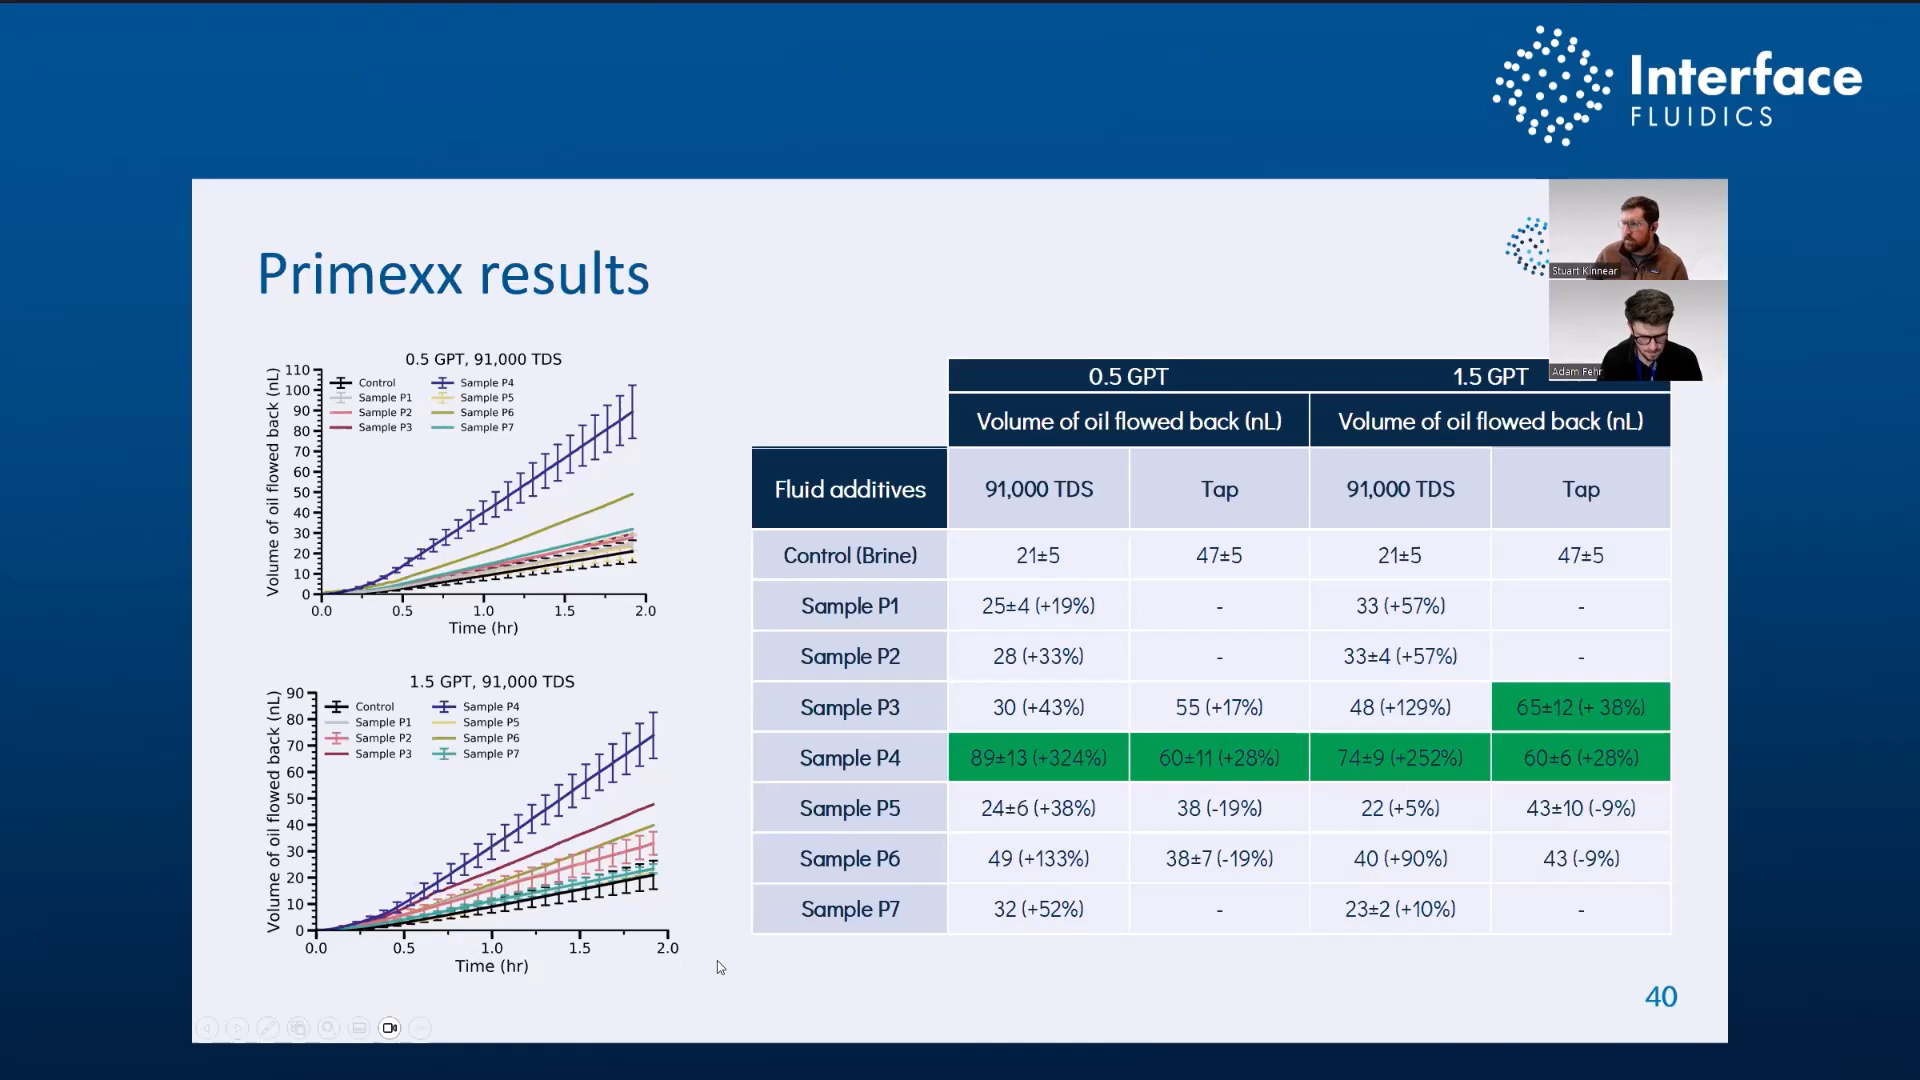 Interface
FLUIDICS
Stuart Kinnear
Adam Fehr
Primexx results
0.5 GPT, 91,000 TDS
Volume of oil flowed back (nL)
110
100
90
80
70
60
50
40
30
20
10
0
Control
Sample P1
Sample P2
Sample P3
Sample P4
Sample P5
Sample P6
Sample P7
0.0 0.5 1.0 1.5 2.0
Time (hr)
1.5 GPT, 91,000 TDS
Volume of oil flowed back (nL)
90
80
70
60
50
40
30
20
10
0
Control
Sample P1
Sample P2
Sample P3
Sample P4
Sample P5
Sample P6
Sample P7
0.0 0.5 1.0 1.5 2.0
Time (hr)
0.5 GPT 1.5 GPT
Volume of oil flowed back (nL) Volume of oil flowed back (nL)
Fluid additives 91,000 TDS Tap 91,000 TDS Tap
Control (Brine) 21±5 47±5 21±5 47±5
Sample P1 25±4 (+19%) - 33 (+57%) -
Sample P2 28 (+33%) - 33±4 (+57%) -
Sample P3 30 (+43%) 55 (+17%) 48 (+129%) 65±12 (+ 38%)
Sample P4 89±13 (+324%) 60±11 (+28%) 74±9 (+252%) 60±6 (+28%)
Sample P5 24±6 (+38%) 38 (-19%) 22 (+5%) 43±10 (-9%)
Sample P6 49 (+133%) 38±7 (-19%) 40 (+90%) 43 (-9%)
Sample P7 32 (+52%) - 23±2 (+10%) -
40